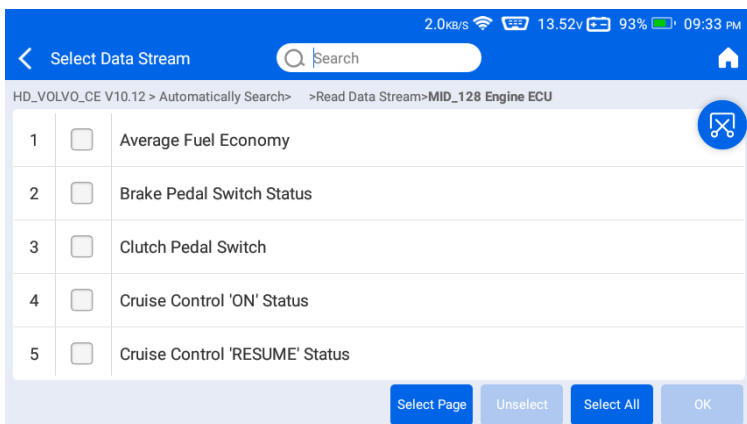 2.0KB/S 13.52V 93% 09:33 PM
Select Data Stream Search
HD_VOLVO_CE V10.12 > Automatically Search> >Read Data Stream>MID_128 Engine ECU
1 Average Fuel Economy
2 Brake Pedal Switch Status
3 Clutch Pedal Switch
4 Cruise Control 'ON' Status
5 Cruise Control 'RESUME' Status
Select Page Unselect Select All OK